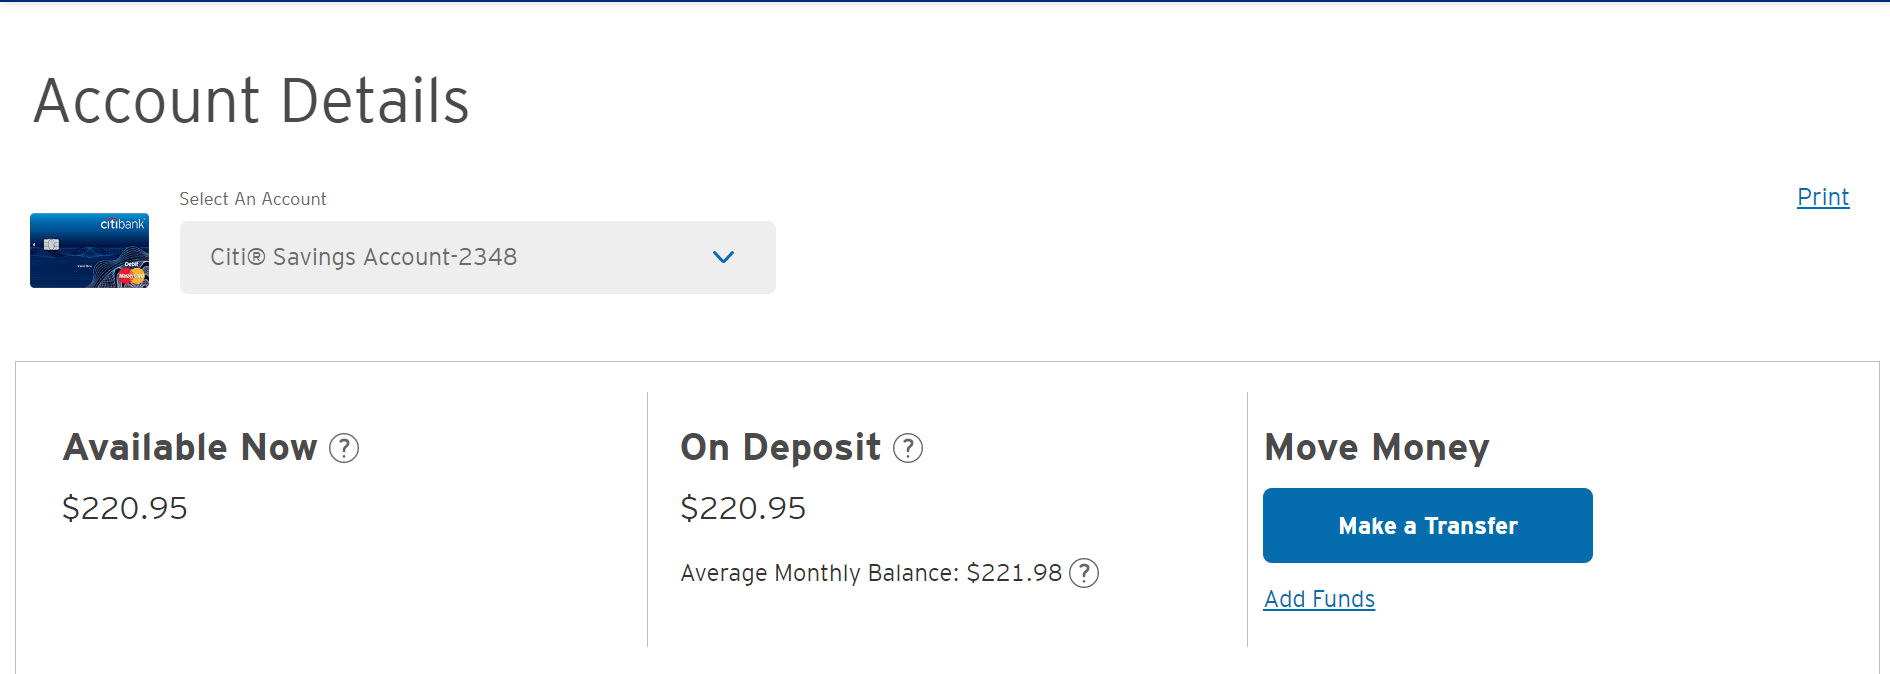 Account Details
Select An Account
Print
citibank
Citi® Savings Account-2348
Debit
MasterCard
Available Now ?
$220.95
On Deposit ?
$220.95
Average Monthly Balance: $221.98 ?
Move Money
Make a Transfer
Add Funds